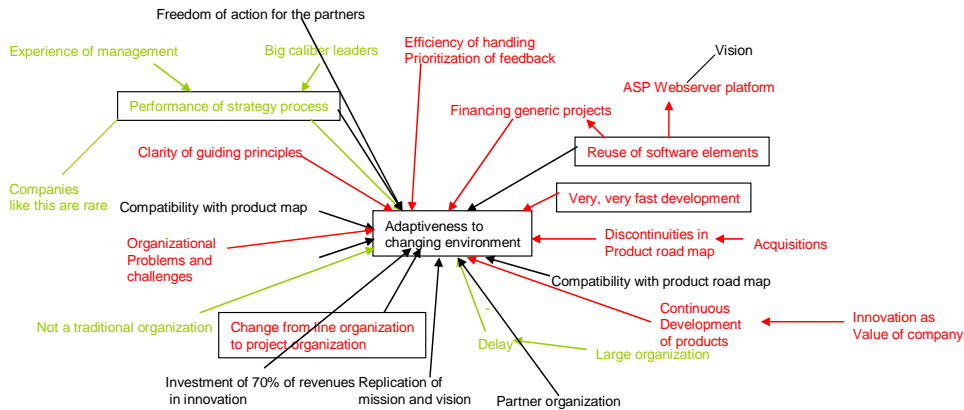 Freedom of action for the partners
Experience of management
Big caliber leaders
Efficiency of handling
Prioritization of feedback
Vision
ASP Webserver platform
Performance of strategy process
Financing generic projects
Clarity of guiding principles
Reuse of software elements
Companies
like this are rare
Very, very fast development
Compatibility with product map
Adaptiveness to
changing environment
Organizational
Problems and
challenges
Discontinuities in
Product road map
Acquisitions
Compatibility with product road map
Not a traditional organization
Change from line organization
to project organization
-
Continuous
Development
of products
Innovation as
Value of company
Delay
Large organization
Investment of 70% of revenues
in innovation
Replication of
mission and vision
Partner organization